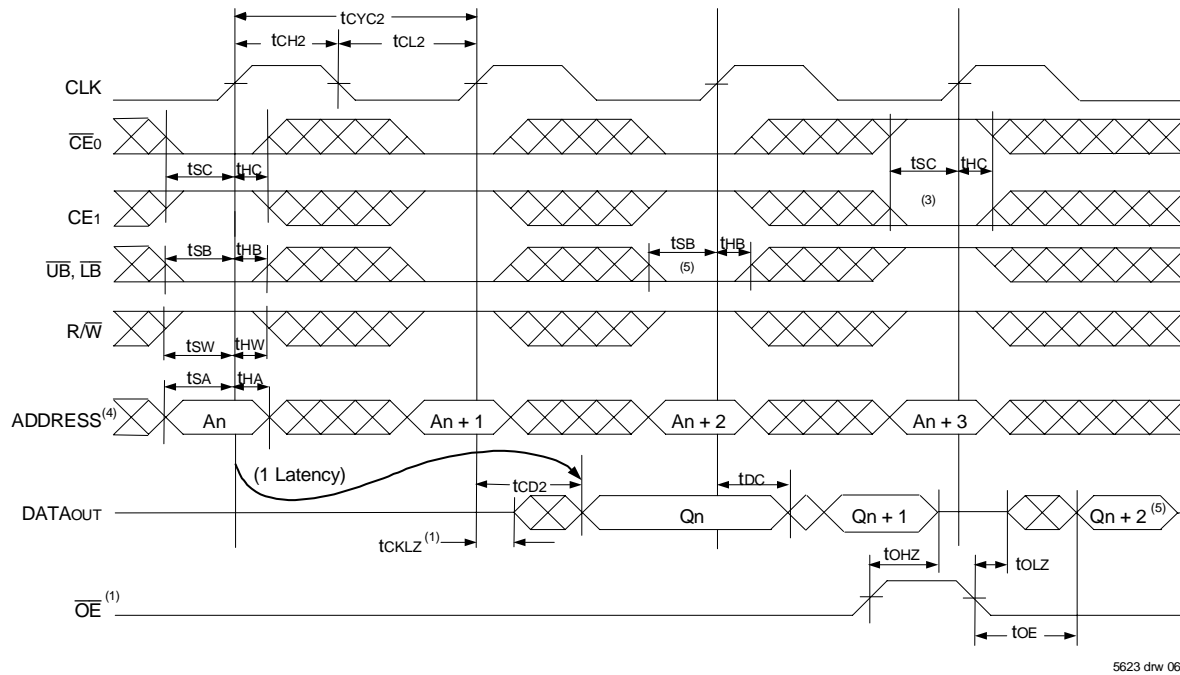 tCYC2
tCH2 tCL2
CLK
CE0
tSC tHC tSC tHC
CE1 (3)
tSB tHB tSB tHB
UB, LB (5)
R/W
tSW tHW
tSA tHA
ADDRESS(4) An An + 1 An + 2 An + 3
(1 Latency) tCD2 tDC
DATAOUT Qn Qn + 1 Qn + 2 (5)
tCKLZ (1)
tOHZ tOLZ
OE (1)
tOE
5623 drw 06